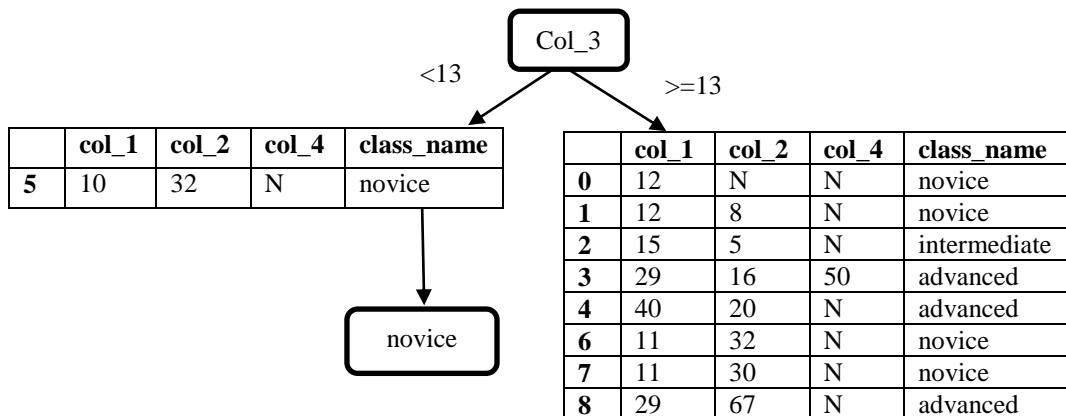 Col_3
<13
>=13
col_1 col_2 col_4 class_name
5 10 32 N novice
novice
col_1 col_2 col_4 class_name
0 12 N N novice
1 12 8 N novice
2 15 5 N intermediate
3 29 16 50 advanced
4 40 20 N advanced
6 11 32 N novice
7 11 30 N novice
8 29 67 N advanced